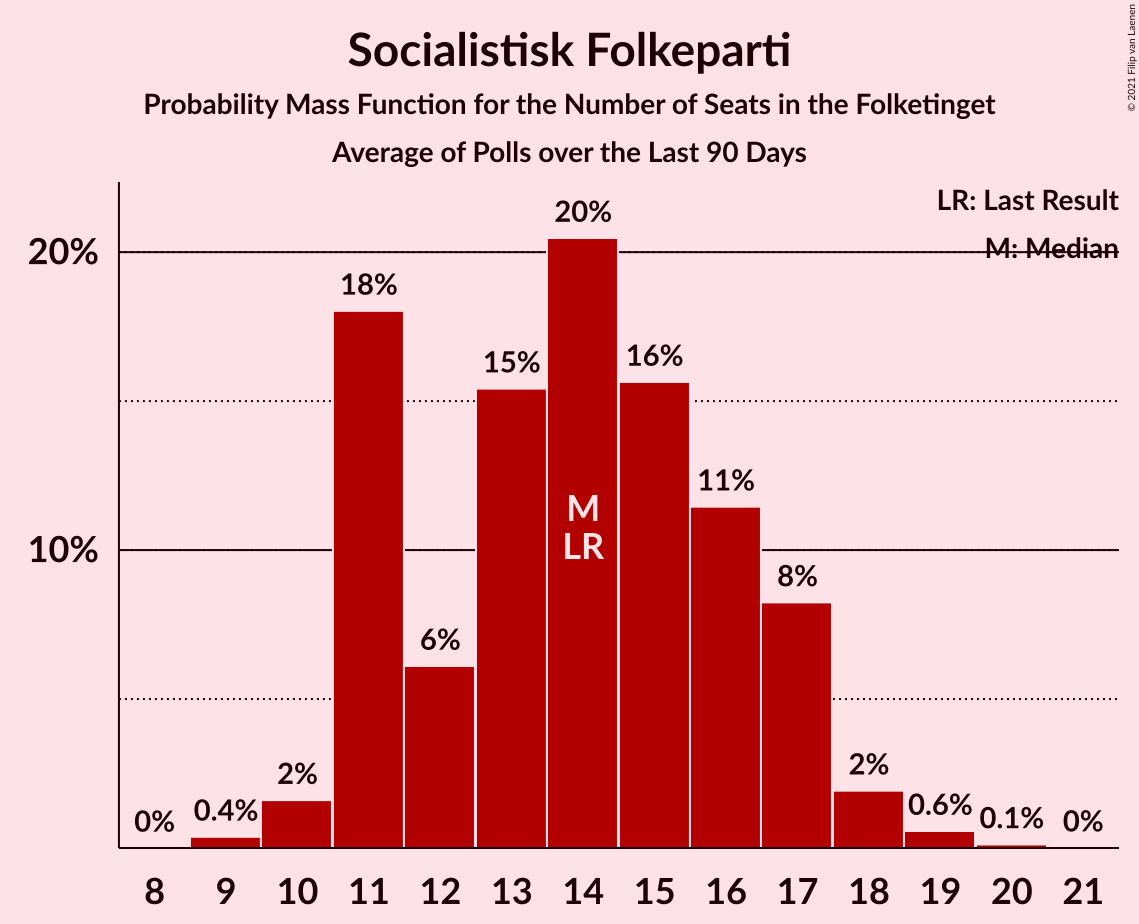 Socialistisk Folkeparti
Probability Mass Function for the Number of Seats in the Folketinget
Average of Polls over the Last 90 Days
© 2021 Filip van Laenen
LR: Last Result
M: Median
20%
10%
0%
0.4%
2%
18%
6%
15%
20%
16%
11%
8%
2%
0.6%
0.1%
0%
M
LR
8 9 10 11 12 13 14 15 16 17 18 19 20 21